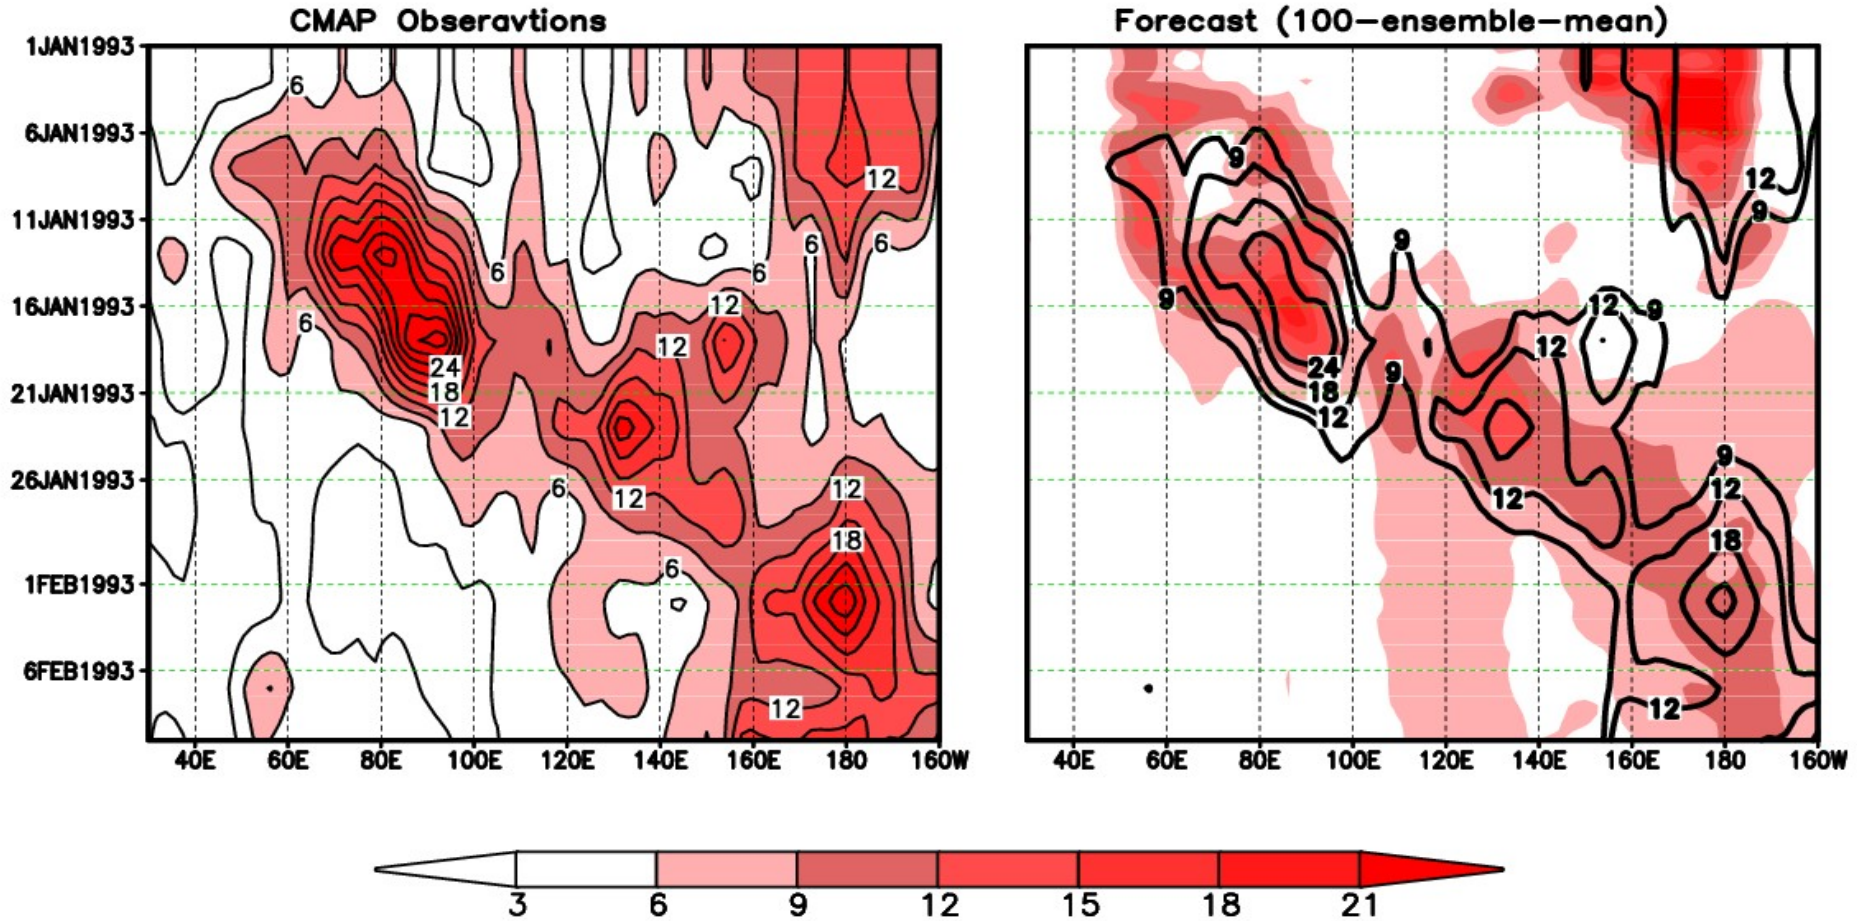 CMAP Obseravtions
Forecast (100-ensemble-mean)
1JAN1993
6JAN1993
11JAN1993
16JAN1993
21JAN1993
26JAN1993
1FEB1993
6FEB1993
6
12
6
6
6
6
12
6
12
24
18
12
6
12
12
18
6
12
40E 60E 80E 100E 120E 140E 160E 180 160W
9
12
9
9
9
12
9
12
24
9
18
12
9
12
12
18
12
40E 60E 80E 100E 120E 140E 160E 180 160W
3 6 9 12 15 18 21